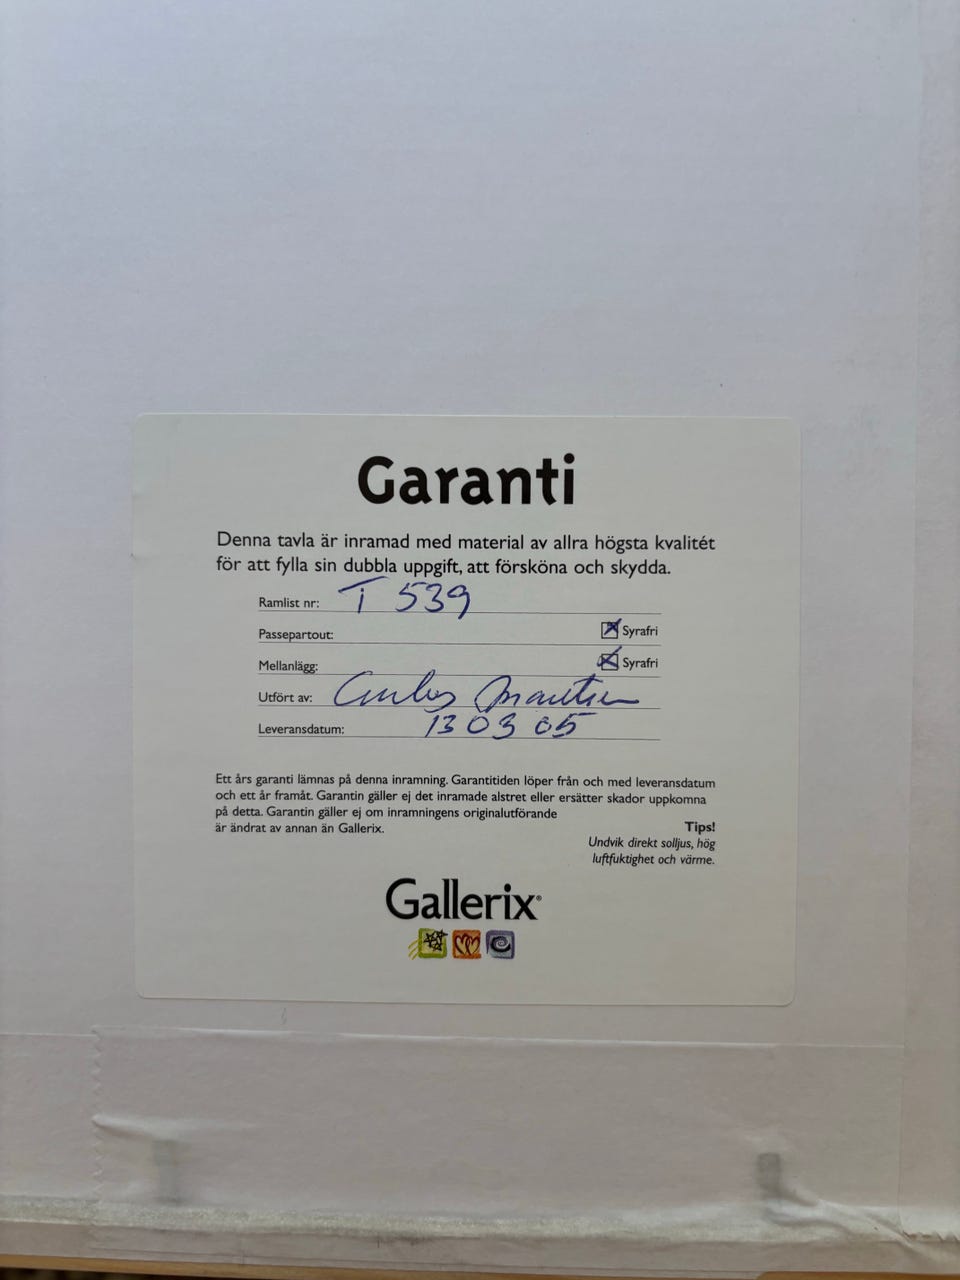 Garanti
Denna tavla är inramad med material av allra högsta kvalitét
för att fylla sin dubbla uppgift, att försköna och skydda.
Ramlist nr: T 539
Passepartout: Syrafri
Mellanlägg: Syrafri
Utfört av: Carlos
Leveransdatum: 13 03 05
Ett års garanti lämnas på denna inramning. Garantitiden löper från och med leveransdatum
och ett år framåt. Garantin gäller ej det inramade alstret eller ersätter skador uppkomna
på detta. Garantin gäller ej om inramningens originalutförande
är ändrat av annan än Gallerix.
Tips!
Undvik direkt solljus, hög
luftfuktighet och värme.
Gallerix®